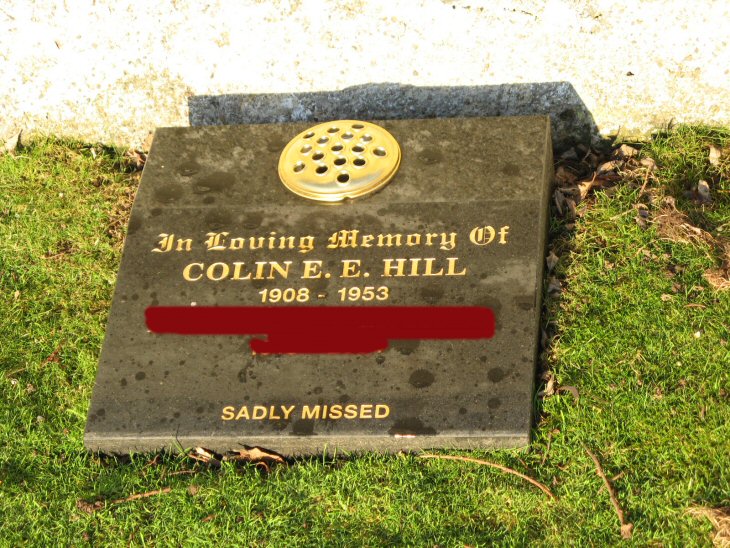 In Loving Memory Of
COLIN E. E. HILL
1908 - 1953
SADLY MISSED